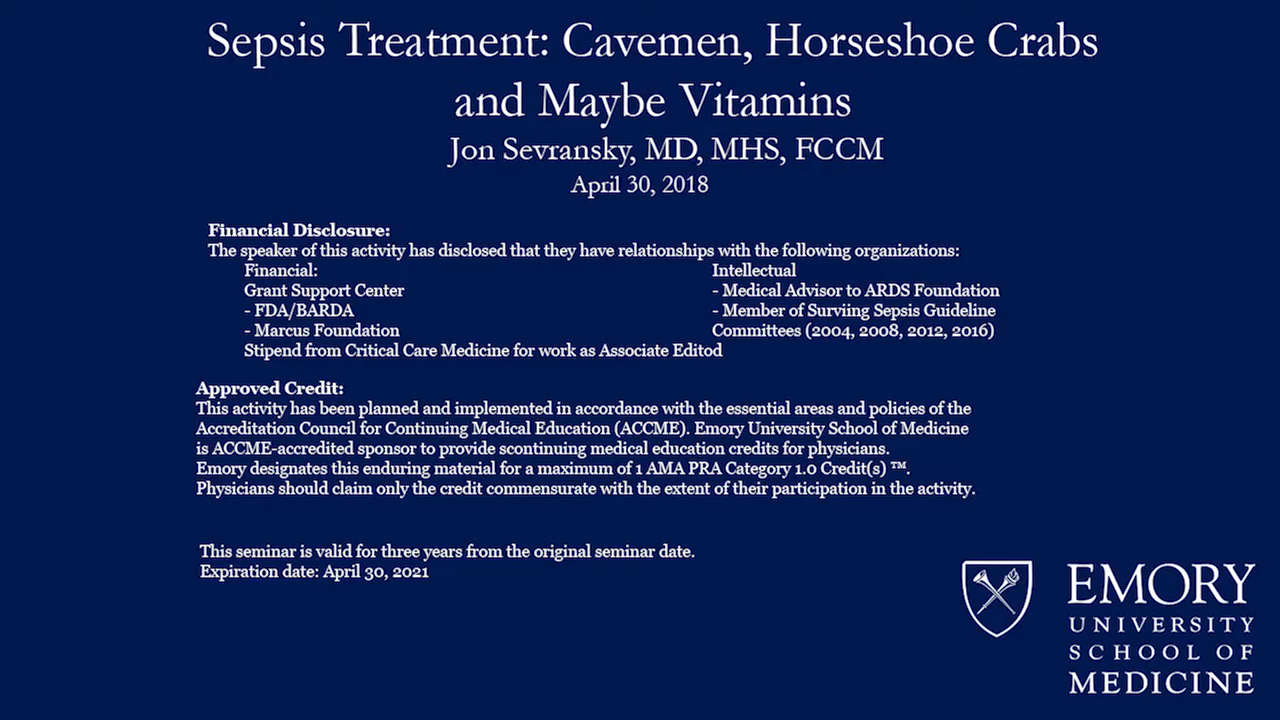 Sepsis Treatment: Cavemen, Horseshoe Crabs
and Maybe Vitamins
Jon Sevransky, MD, MHS, FCCM
April 30, 2018
Financial Disclosure:
The speaker of this activity has disclosed that they have relationships with the following organizations:
Financial:
Grant Support Center
- FDA/BARDA
- Marcus Foundation
Stipend from Critical Care Medicine for work as Associate Editod
Intellectual
- Medical Advisor to ARDS Foundation
- Member of Surviing Sepsis Guideline
Committees (2004, 2008, 2012, 2016)
Approved Credit:
This activity has been planned and implemented in accordance with the essential areas and policies of the
Accreditation Council for Continuing Medical Education (ACCME). Emory University School of Medicine
is ACCME-accredited sponsor to provide scontinuing medical education credits for physicians.
Emory designates this enduring material for a maximum of 1 AMA PRA Category 1.0 Credit(s) ™.
Physicians should claim only the credit commensurate with the extent of their participation in the activity.
This seminar is valid for three years from the original seminar date.
Expiration date: April 30, 2021
EMORY
UNIVERSITY
SCHOOL OF
MEDICINE